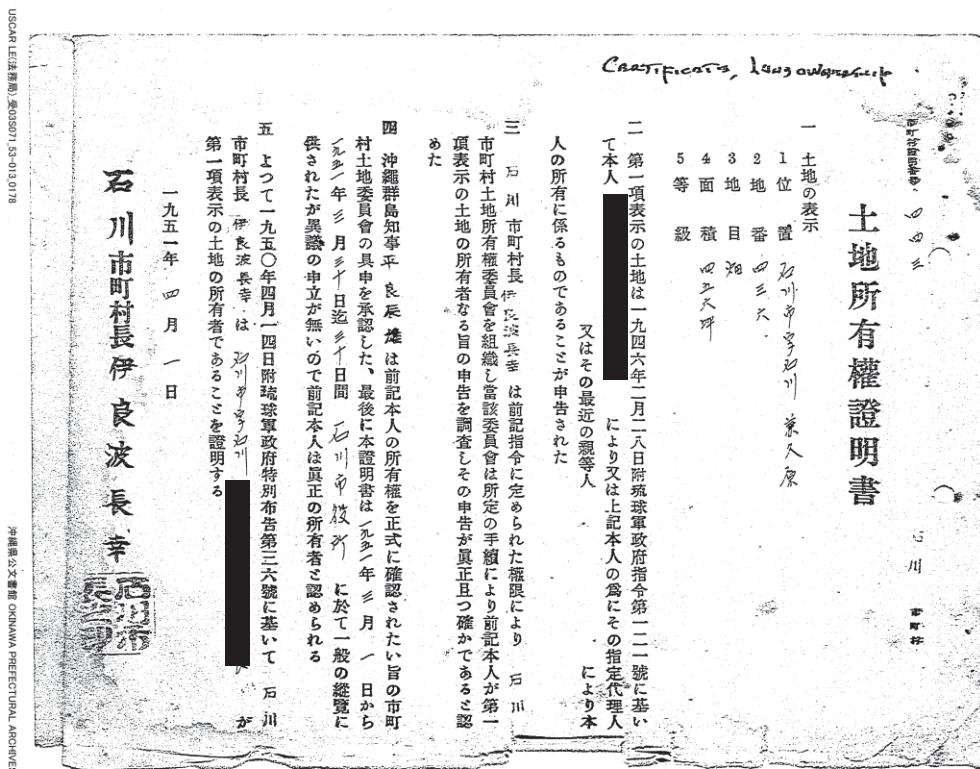 Certificate, land ownership
市町村証明書番号 四四三
石川 市町村
土地所有權證明書
一 土地の表示
1 位置 石川市字石川 兼久原
2 地番 四三六
3 地目 畑
4 面積 四五六坪
5 等級
二 第一項表示の土地は一九四六年二月二八日附琉球軍政府指令第一二一號に基い
て本人 により又は上記本人の爲にその指定代理人
又はその最近の親等人 により本
人の所有に係るものであることが申告された
三 石川 市町村長 伊良波長幸 は前記指令に定められた權限により 石川
市町村土地所有權委員會を組織し當該委員會は所定の手續により前記本人が第一
項表示の土地の所有者なる旨の申告を調査しその申告が眞正且つ確かであると認
めた
四 沖繩群島知事平良辰雄は前記本人の所有權を正式に確認されたい旨の市町
村土地委員會の具申を承認した、最後に本證明書は一九五一年三月一日から
一九五一年三月三十日迄三十日間 石川市役所 に於て一般の縱覽に
供されたが異議の申立が無いので前記本人は眞正の所有者と認められる
五 よつて一九五〇年四月一四日附琉球軍政府特別布告第三六號に基いて 石川
市町村長 伊良波長幸 は 石川市字石川 が
第一項表示の土地の所有者であることを證明する
一九五一年四月一日
石川市町村長伊良波長幸
USCAR LE(法務局)_受03S071_53-013_0178
沖縄県公文書館 OKINAWA PREFECTURAL ARCHIVES